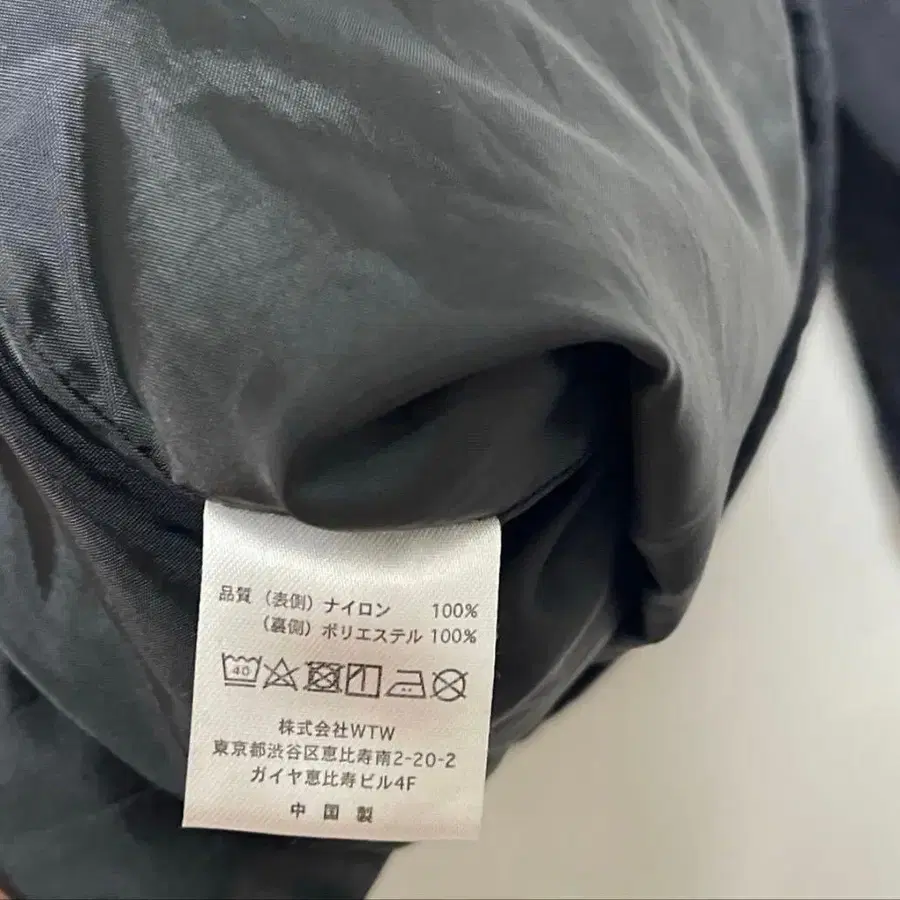 品質（表側）ナイロン 100%
（裏側）ポリエステル 100%
40
株式会社WTW
東京都渋谷区恵比寿南2-20-2
ガイヤ恵比寿ビル4F
中国製